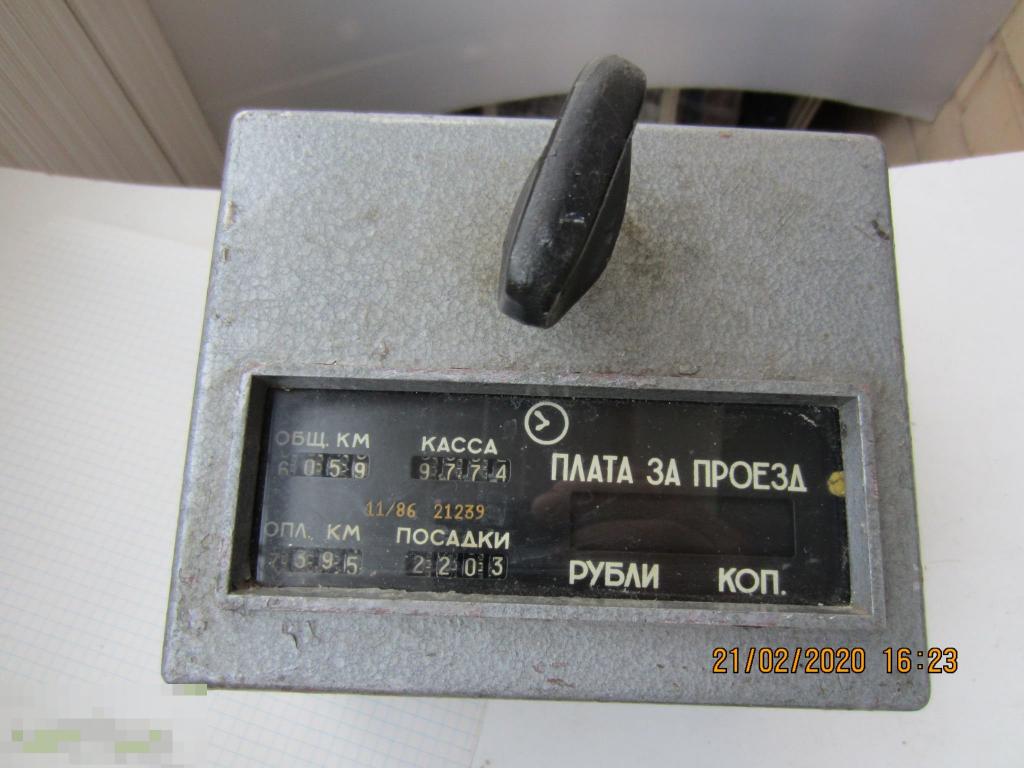 ОБЩ. КМ
6059
КАССА
9774
ПЛАТА ЗА ПРОЕЗД
11/86 21239
ОПЛ. КМ
7395
ПОСАДКИ
2203
РУБЛИ КОП.
21/02/2020 16:23